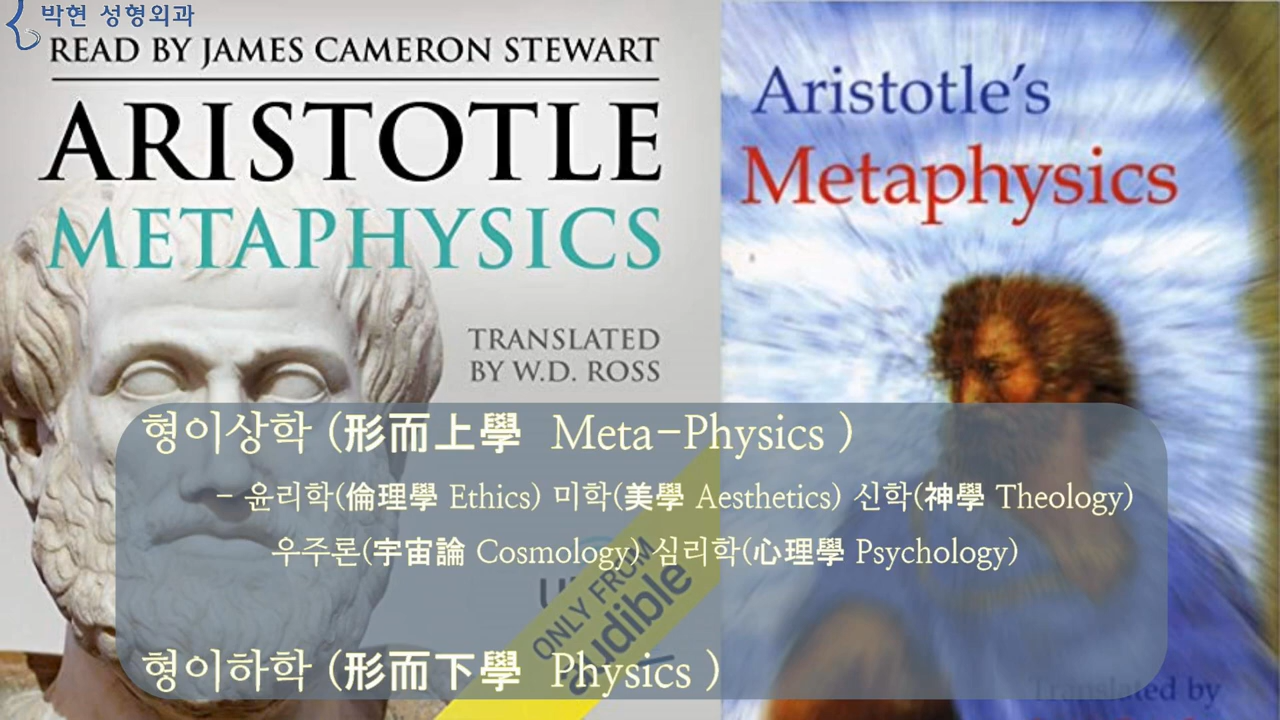 박현 성형외과
READ BY JAMES CAMERON STEWART
ARISTOTLE
METAPHYSICS
TRANSLATED
BY W.D. ROSS
Aristotle's
Metaphysics
형이상학 (形而上學 Meta-Physics )
- 윤리학(倫理學 Ethics) 미학(美學 Aesthetics) 신학(神學 Theology)
우주론(宇宙論 Cosmology) 심리학(心理學 Psychology)
ONLY FROM
audible
형이하학 (形而下學 Physics )
Translated by